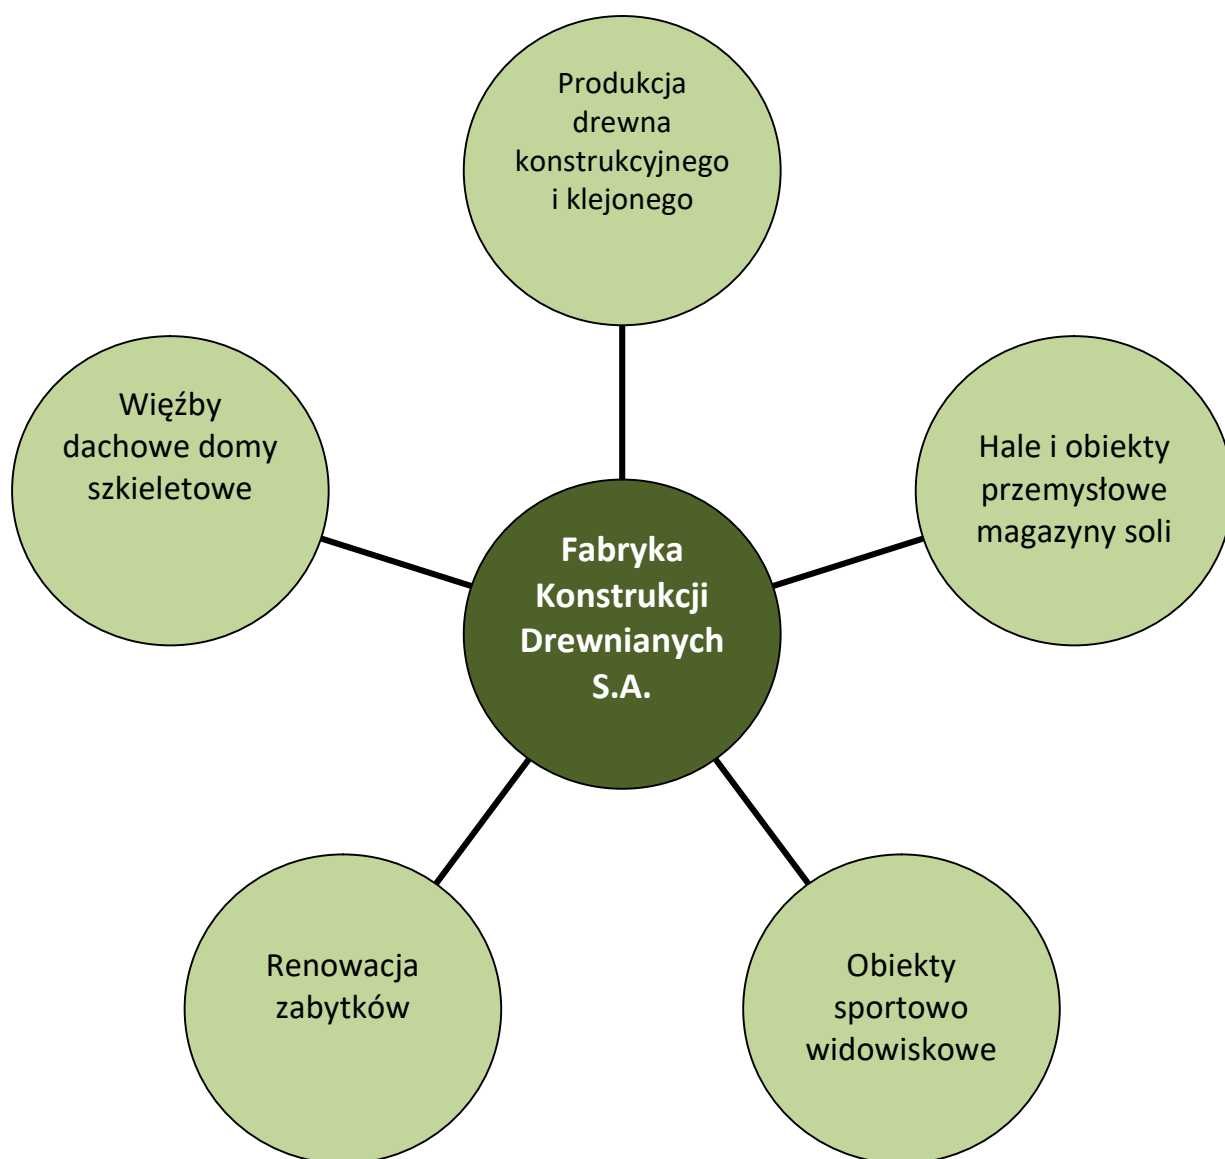 Produkcja
drewna
konstrukcyjnego
i klejonego
Więźby
dachowe domy
szkieletowe
Hale i obiekty
przemysłowe
magazyny soli
Fabryka
Konstrukcji
Drewnianych
S.A.
Renowacja
zabytków
Obiekty
sportowo
widowiskowe